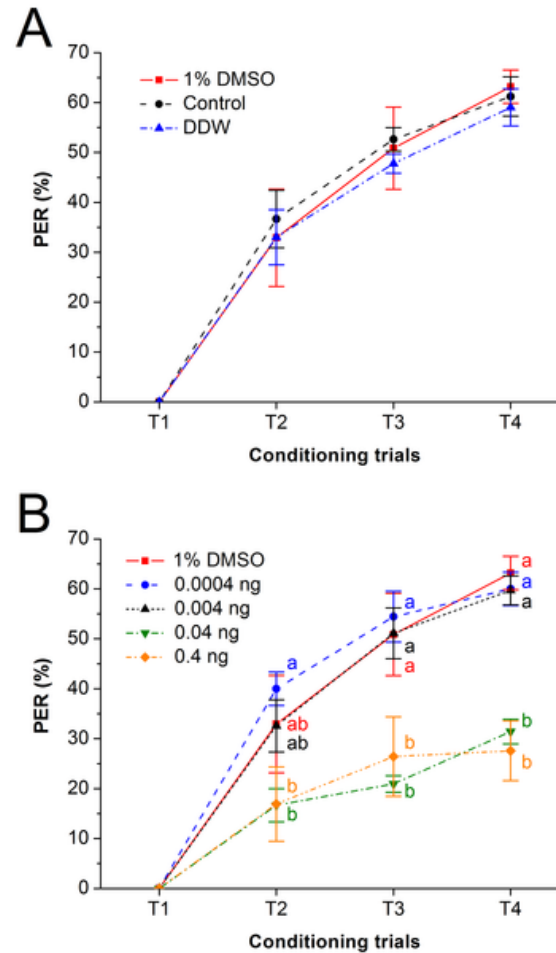 A
70
60
50
40
30
20
10
0
PER (%)
1% DMSO
Control
DDW
T1 T2 T3 T4
Conditioning trials
B
70
60
50
40
30
20
10
0
PER (%)
1% DMSO
0.0004 ng
0.004 ng
0.04 ng
0.4 ng
a
ab
ab
b
b
a
a
a
b
b
a
a
a
b
b
T1 T2 T3 T4
Conditioning trials